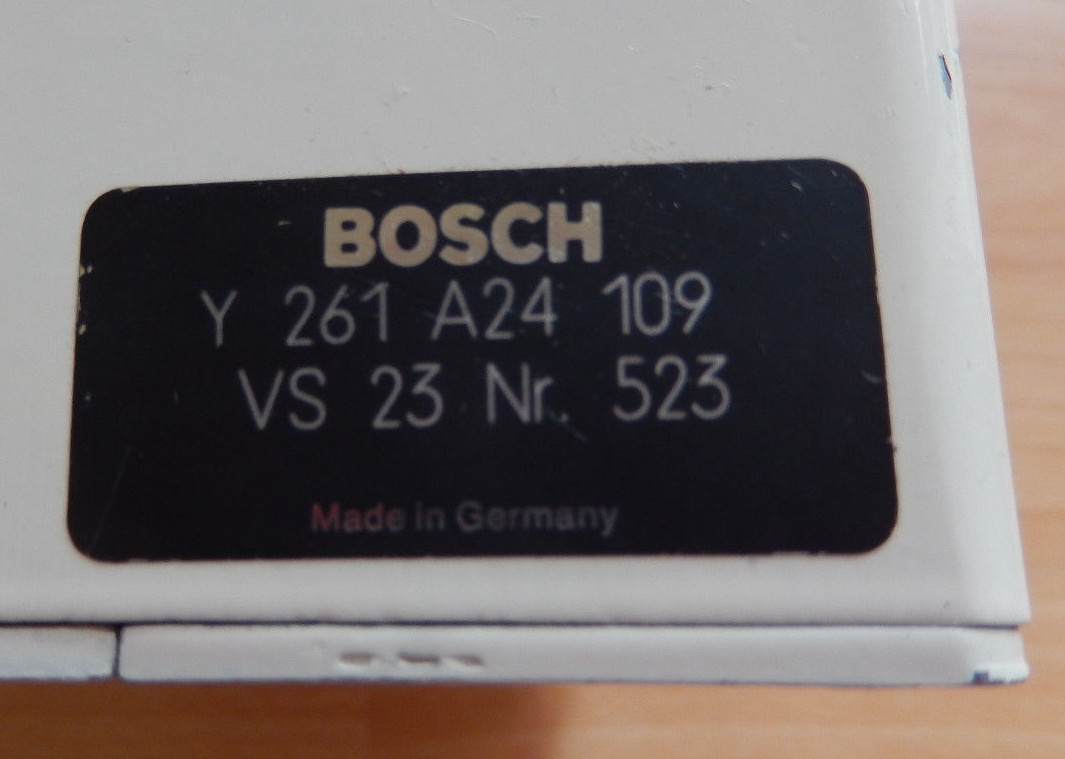 BOSCH
Y 261 A24 109
VS 23 Nr. 523
Made in Germany